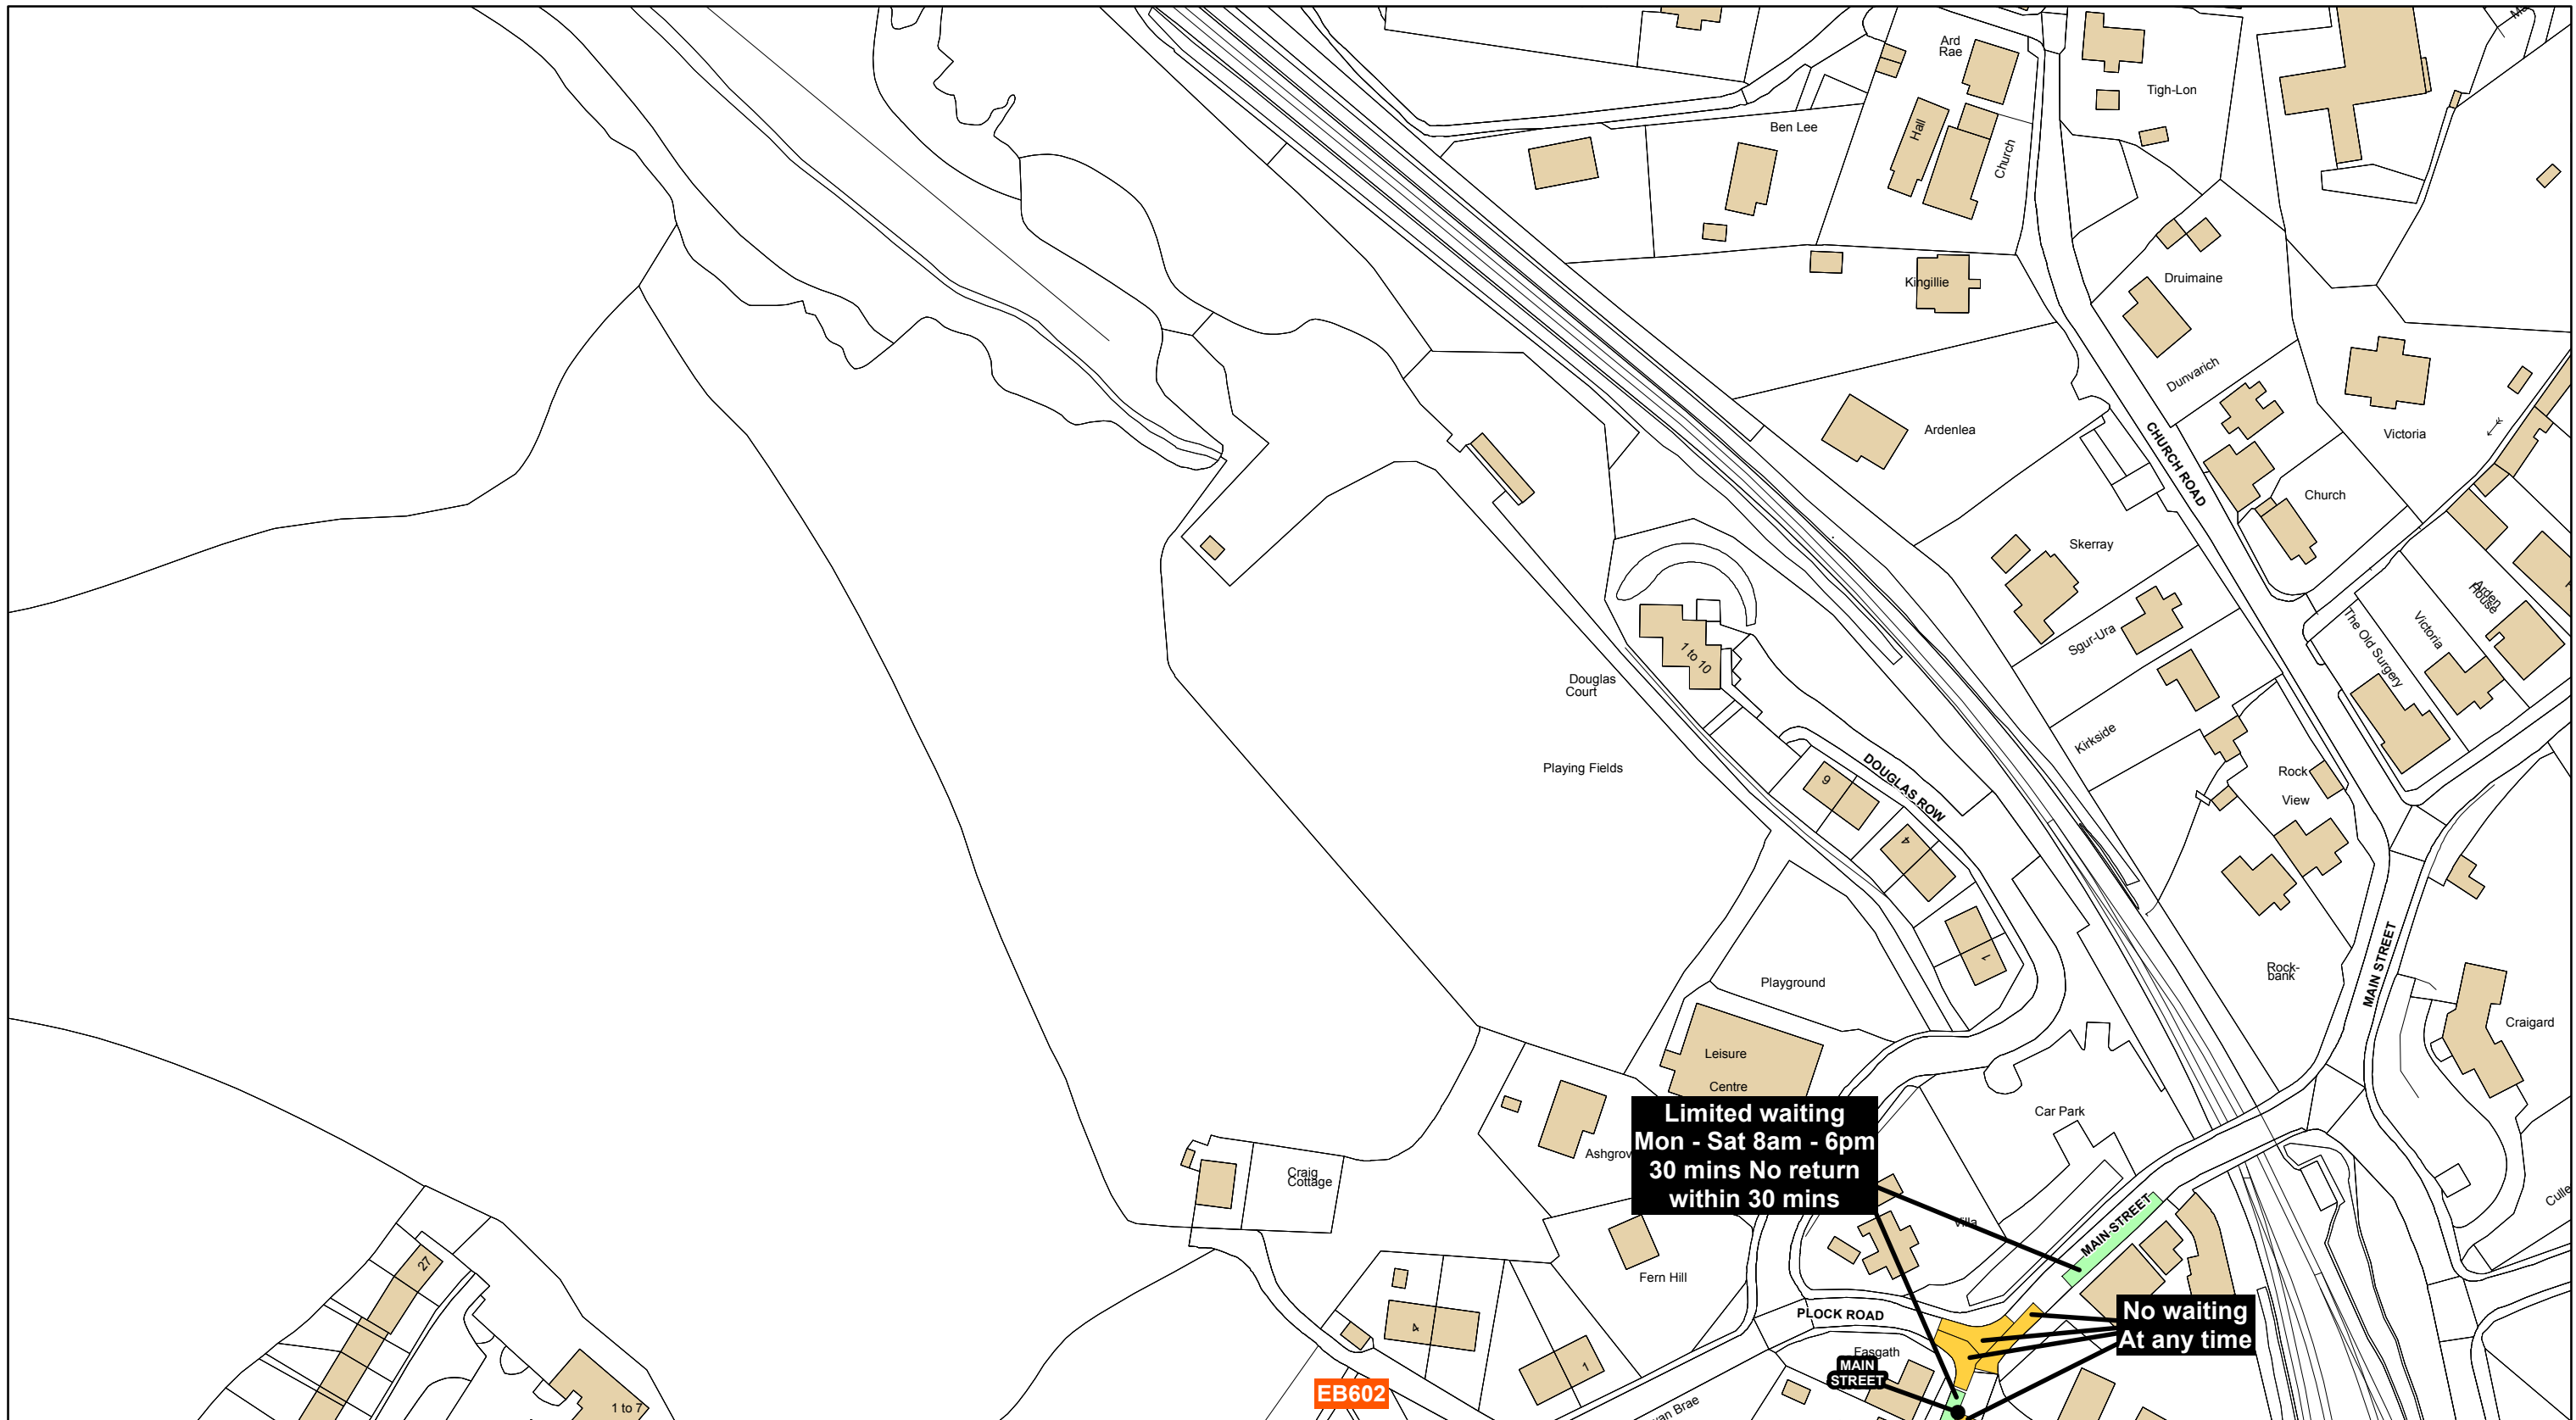 Ard
Rae
Tigh-Lon
Ben Lee
Hall
Church
Kingillie
Druimaine
Dunvarich
Ardenlea
CHURCH ROAD
Victoria
Church
Skerray
Sgur-Ura
The Old Surgery
Victoria
Arden
House
Kirkside
1 to 10
Douglas
Court
Playing Fields
DOUGLAS ROW
6
4
1
Rock
View
Rock-
bank
MAIN STREET
Craigard
Playground
Leisure
Centre
Car Park
Limited waiting
Mon - Sat 8am - 6pm
30 mins No return
within 30 mins
Ashgrov
Craig
Cottage
Villa
MAIN STREET
Culle
Fern Hill
27
4
1
PLOCK ROAD
No waiting
At any time
Easgath
MAIN
STREET
EB602
1 to 7
van Brae